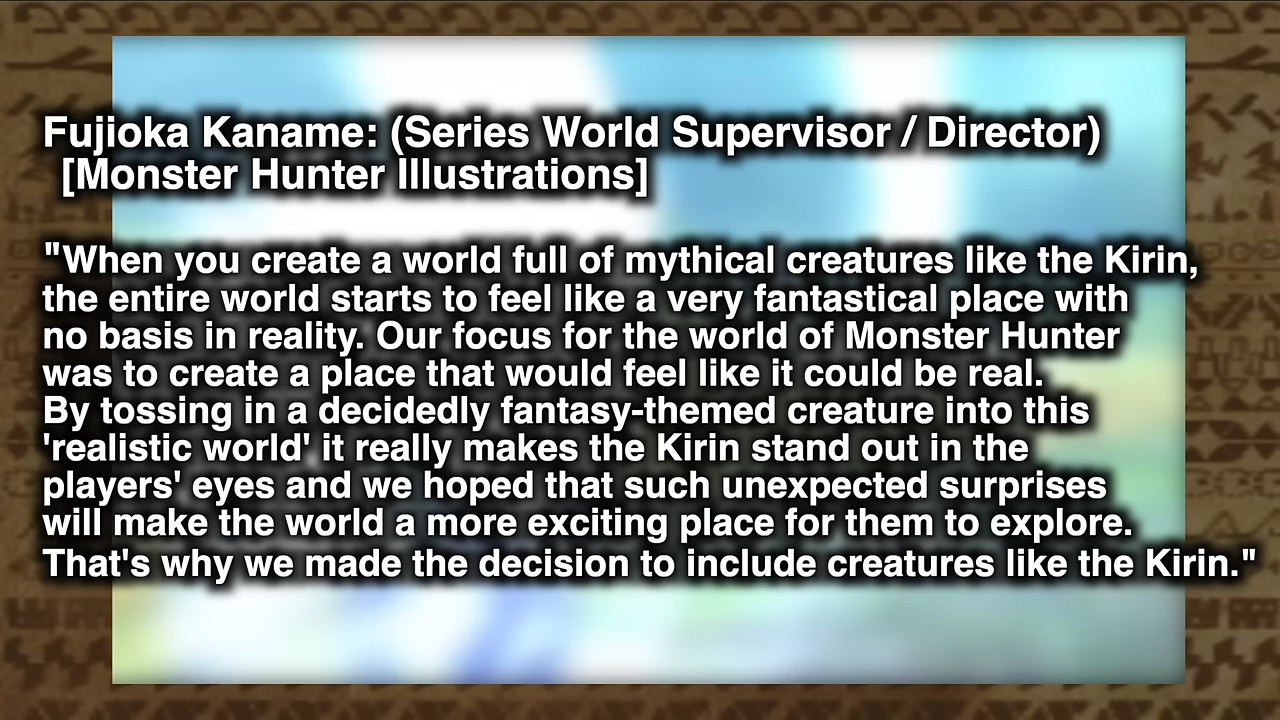 Fujioka Kaname: (Series World Supervisor / Director)
[Monster Hunter Illustrations]
"When you create a world full of mythical creatures like the Kirin,
the entire world starts to feel like a very fantastical place with
no basis in reality. Our focus for the world of Monster Hunter
was to create a place that would feel like it could be real.
By tossing in a decidedly fantasy-themed creature into this
'realistic world' it really makes the Kirin stand out in the
players' eyes and we hoped that such unexpected surprises
will make the world a more exciting place for them to explore.
That's why we made the decision to include creatures like the Kirin."